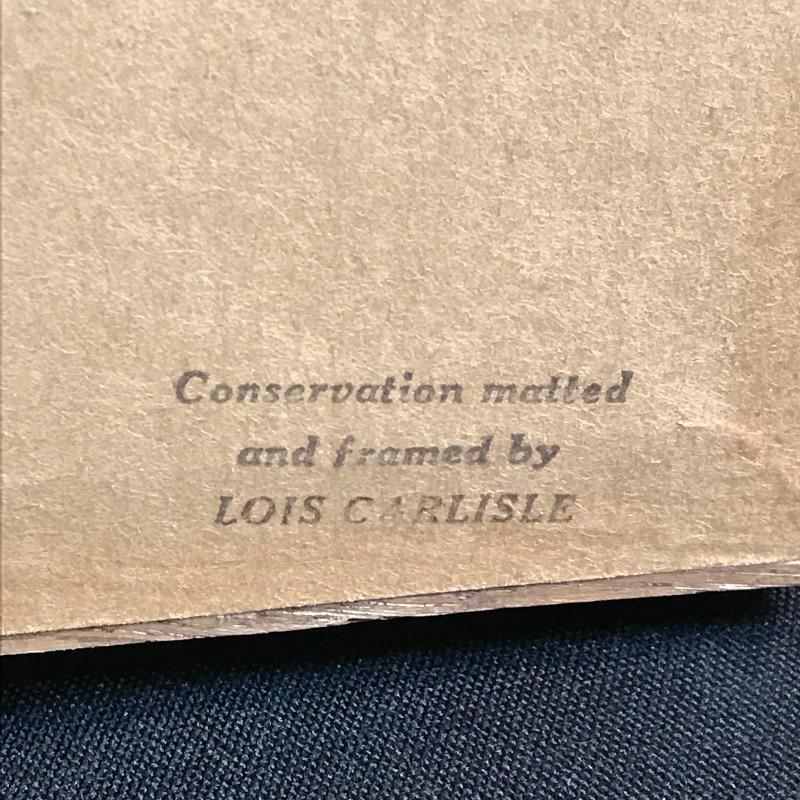 Conservation matted
and framed by
LOIS CARLISLE